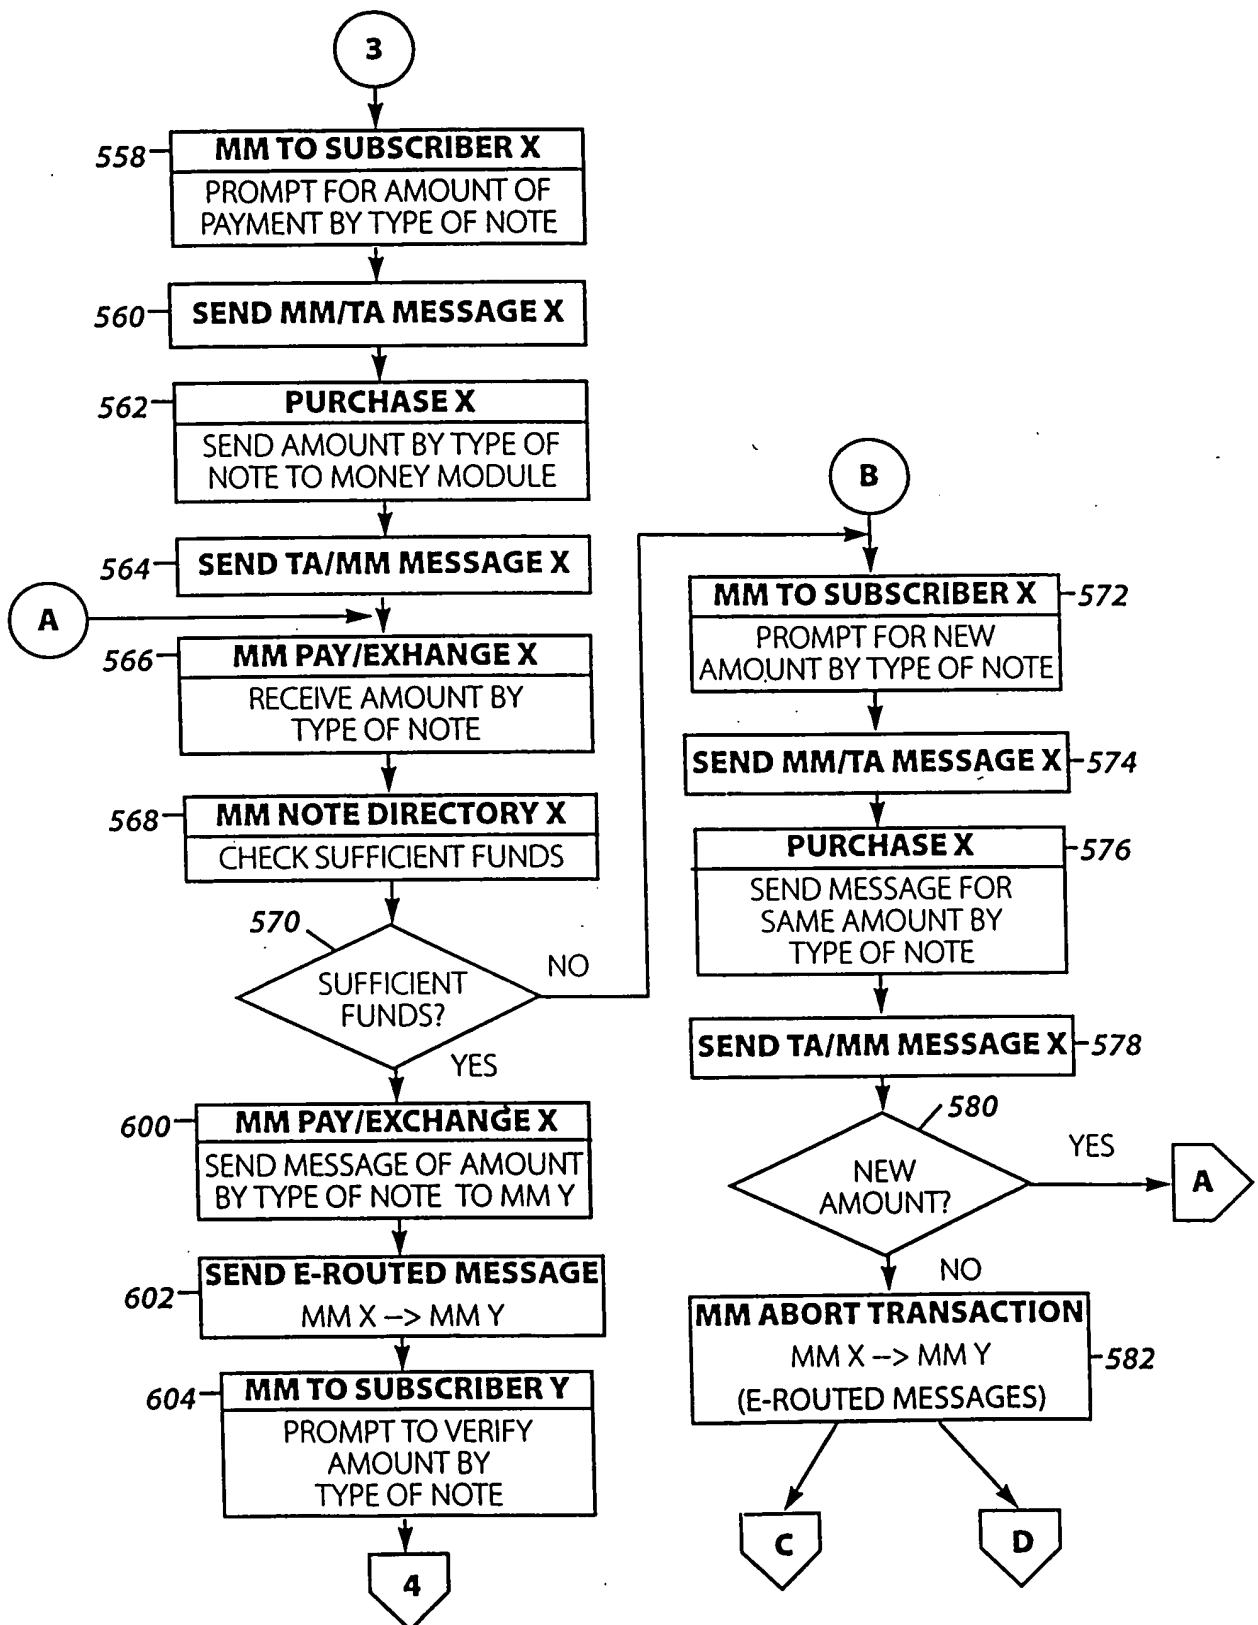 3
558
MM TO SUBSCRIBER X
PROMPT FOR AMOUNT OF
PAYMENT BY TYPE OF NOTE
560
SEND MM/TA MESSAGE X
562
PURCHASE X
SEND AMOUNT BY TYPE OF
NOTE TO MONEY MODULE
564
SEND TA/MM MESSAGE X
A
566
MM PAY/EXHANGE X
RECEIVE AMOUNT BY
TYPE OF NOTE
568
MM NOTE DIRECTORY X
CHECK SUFFICIENT FUNDS
570
SUFFICIENT
FUNDS?
NO
YES
600
MM PAY/EXCHANGE X
SEND MESSAGE OF AMOUNT
BY TYPE OF NOTE TO MM Y
602
SEND E-ROUTED MESSAGE
MM X --> MM Y
604
MM TO SUBSCRIBER Y
PROMPT TO VERIFY
AMOUNT BY
TYPE OF NOTE
4
B
MM TO SUBSCRIBER X
572
PROMPT FOR NEW
AMOUNT BY TYPE OF NOTE
SEND MM/TA MESSAGE X
574
PURCHASE X
576
SEND MESSAGE FOR
SAME AMOUNT BY
TYPE OF NOTE
SEND TA/MM MESSAGE X
578
580
NEW
AMOUNT?
YES
A
NO
MM ABORT TRANSACTION
MM X --> MM Y
582
(E-ROUTED MESSAGES)
C
D